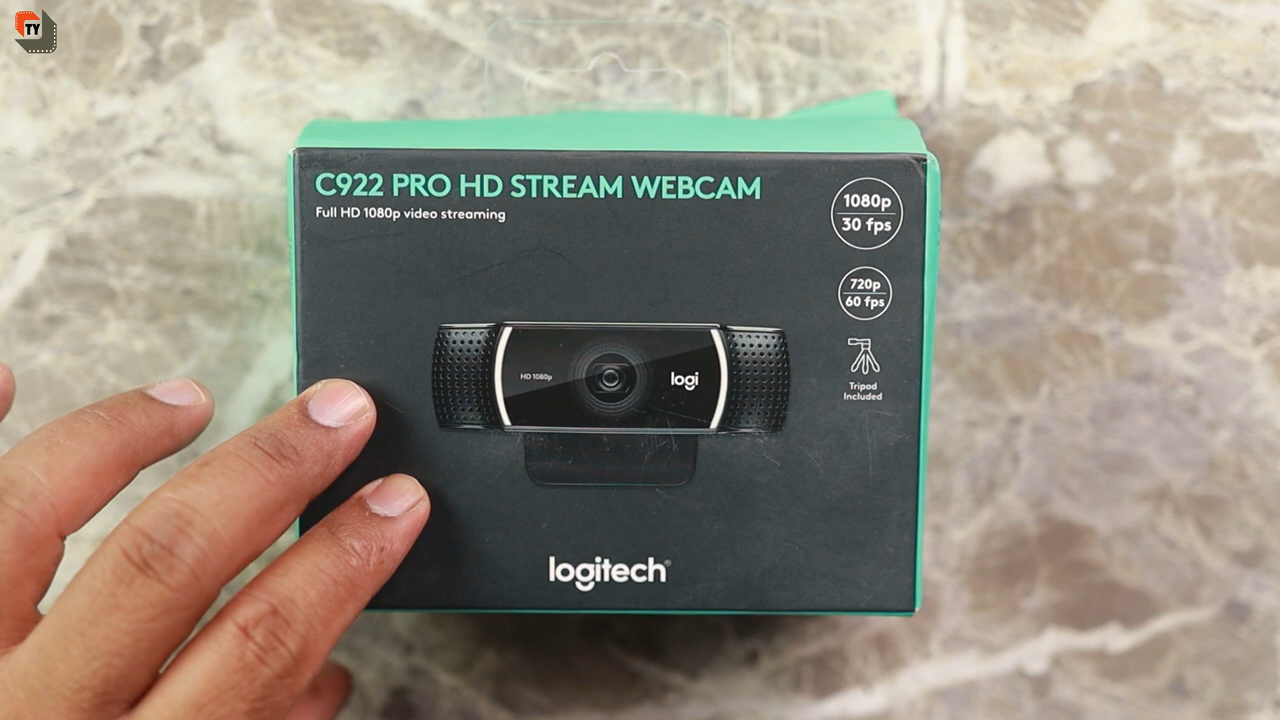 TY
C922 PRO HD STREAM WEBCAM
Full HD 1080p video streaming
1080p
30 fps
720p
60 fps
Tripod
Included
HD 1080p
logi
logitech®